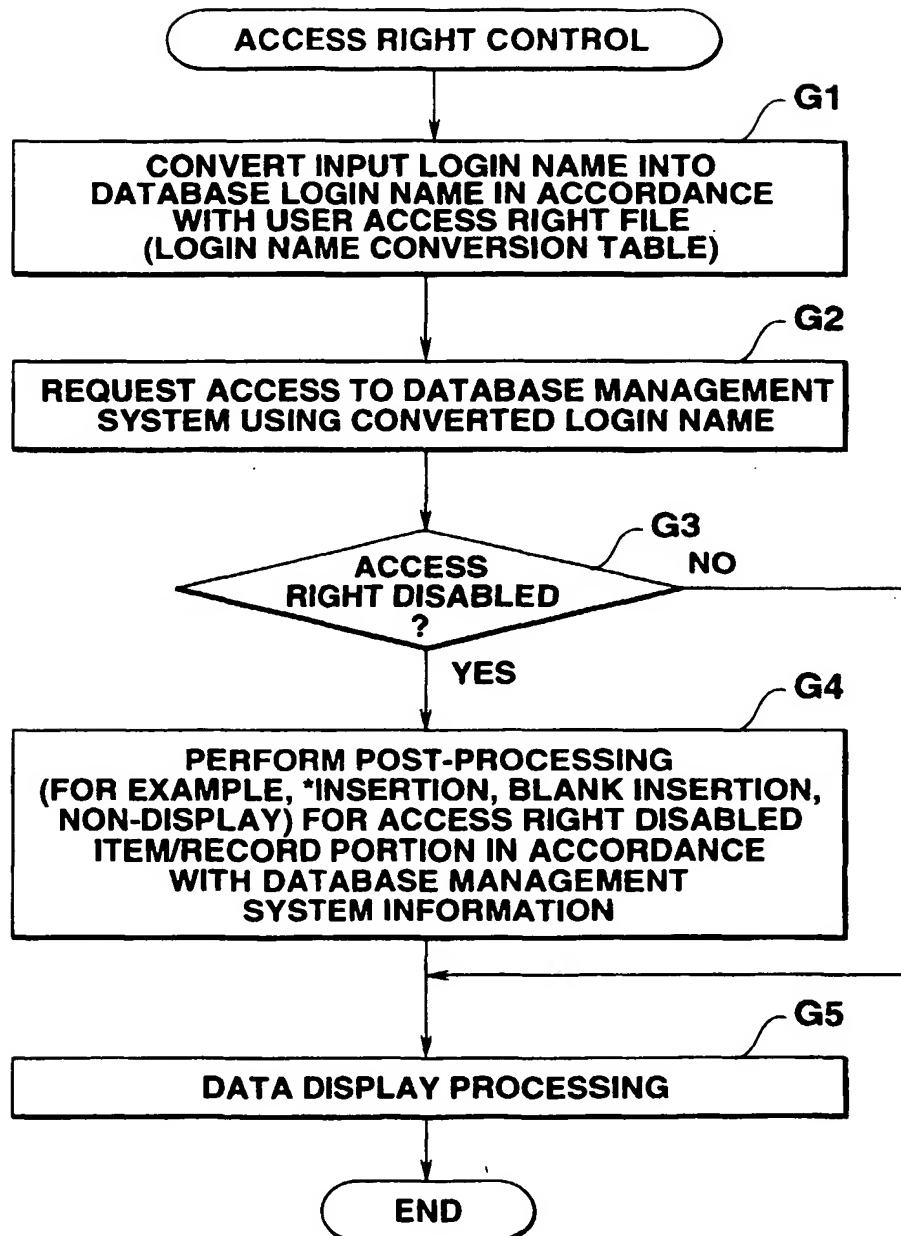 ACCESS RIGHT CONTROL
G1
CONVERT INPUT LOGIN NAME INTO
DATABASE LOGIN NAME IN ACCORDANCE
WITH USER ACCESS RIGHT FILE
(LOGIN NAME CONVERSION TABLE)
G2
REQUEST ACCESS TO DATABASE MANAGEMENT
SYSTEM USING CONVERTED LOGIN NAME
G3
ACCESS
RIGHT DISABLED
?
NO
YES
G4
PERFORM POST-PROCESSING
(FOR EXAMPLE, *INSERTION, BLANK INSERTION,
NON-DISPLAY) FOR ACCESS RIGHT DISABLED
ITEM/RECORD PORTION IN ACCORDANCE
WITH DATABASE MANAGEMENT
SYSTEM INFORMATION
G5
DATA DISPLAY PROCESSING
END